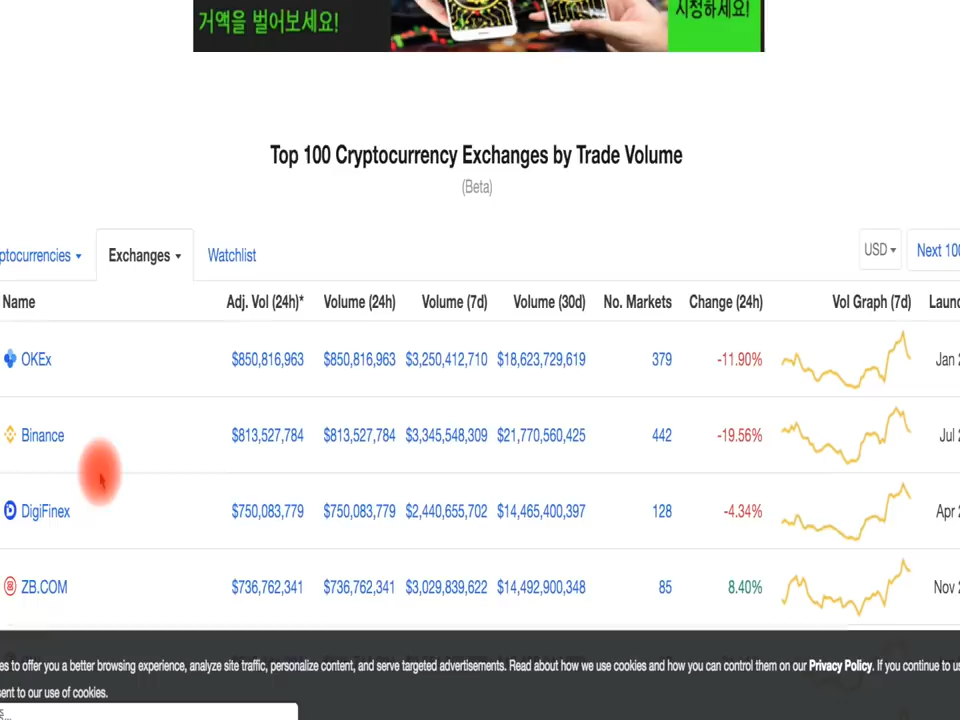 거액을 벌어보세요!
시청하세요!
Top 100 Cryptocurrency Exchanges by Trade Volume
(Beta)
ptocurrencies Exchanges Watchlist USD Next 100
Name Adj. Vol (24h)* Volume (24h) Volume (7d) Volume (30d) No. Markets Change (24h) Vol Graph (7d) Launc
OKEx $850,816,963 $850,816,963 $3,250,412,710 $18,623,729,619 379 -11.90% Jan 2
Binance $813,527,784 $813,527,784 $3,345,548,309 $21,770,560,425 442 -19.56% Jul 2
DigiFinex $750,083,779 $750,083,779 $2,440,655,702 $14,465,400,397 128 -4.34% Apr 2
ZB.COM $736,762,341 $736,762,341 $3,029,839,622 $14,492,900,348 85 8.40% Nov 2
es to offer you a better browsing experience, analyze site traffic, personalize content, and serve targeted advertisements. Read about how we use cookies and how you can control them on our Privacy Policy. If you continue to us
sent to our use of cookies.